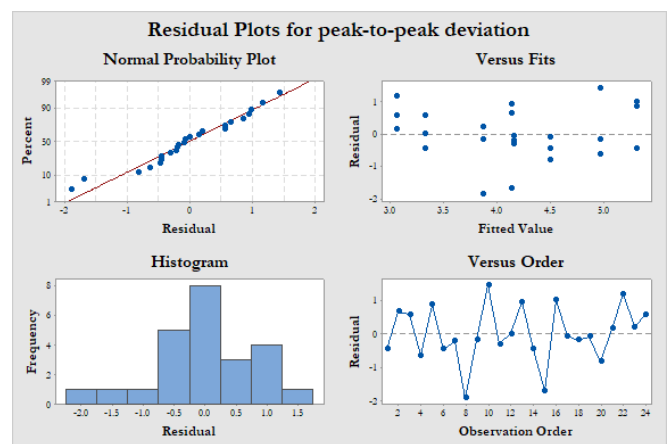 Residual Plots for peak-to-peak deviation
Normal Probability Plot
99
90
50
10
1
Percent
-2 -1 0 1 2
Residual
Versus Fits
1
0
-1
-2
Residual
3.0 3.5 4.0 4.5 5.0
Fitted Value
Histogram
8
6
4
2
0
Frequency
-2.0 -1.5 -1.0 -0.5 0.0 0.5 1.0 1.5
Residual
Versus Order
1
0
-1
-2
Residual
2 4 6 8 10 12 14 16 18 20 22 24
Observation Order